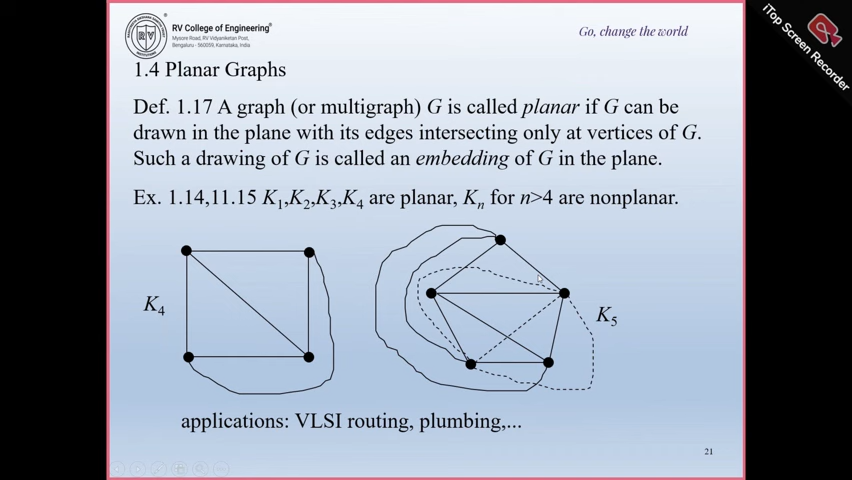 RV College of Engineering®
Mysore Road, RV Vidyaniketan Post,
Bengaluru - 560059, Karnataka, India
Go, change the world
iTop Screen Recorder
1.4 Planar Graphs
Def. 1.17 A graph (or multigraph) G is called planar if G can be
drawn in the plane with its edges intersecting only at vertices of G.
Such a drawing of G is called an embedding of G in the plane.
Ex. 1.14,11.15 K1,K2,K3,K4 are planar, Kn for n>4 are nonplanar.
K4
K5
applications: VLSI routing, plumbing,...
21